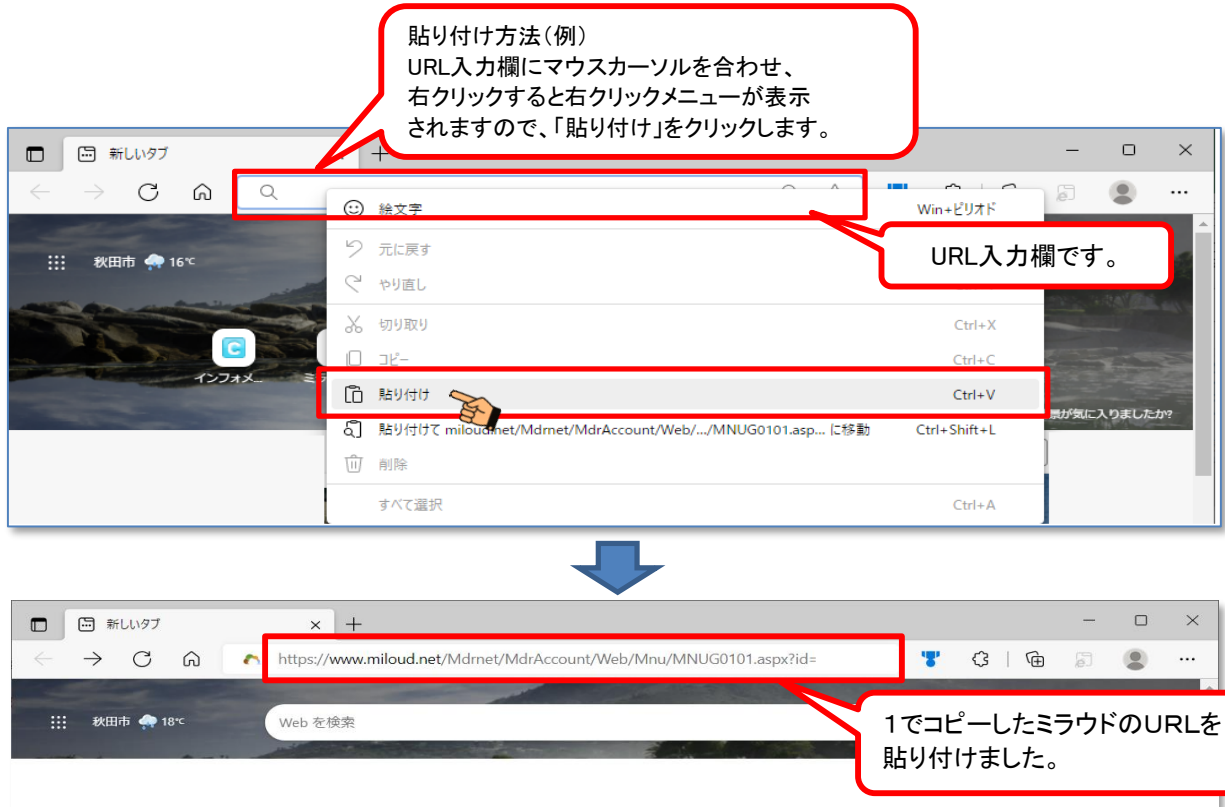 貼り付け方法（例）
URL入力欄にマウスカーソルを合わせ、
右クリックすると右クリックメニューが表示
されますので、「貼り付け」をクリックします。
新しいタブ
絵文字 Win+ピリオド
URL入力欄です。
元に戻す
秋田市 16℃
やり直し
切り取り Ctrl+X
コピー Ctrl+C
インフォメ...
貼り付け Ctrl+V
景が気に入りましたか?
貼り付けて miloud.net/Mdrnet/MdrAccount/Web/.../MNUG0101.asp... に移動 Ctrl+Shift+L
削除
すべて選択 Ctrl+A
新しいタブ
https://www.miloud.net/Mdrnet/MdrAccount/Web/Mnu/MNUG0101.aspx?id=
秋田市 18℃
Web を検索
１でコピーしたミラウドのＵＲＬを
貼り付けました。